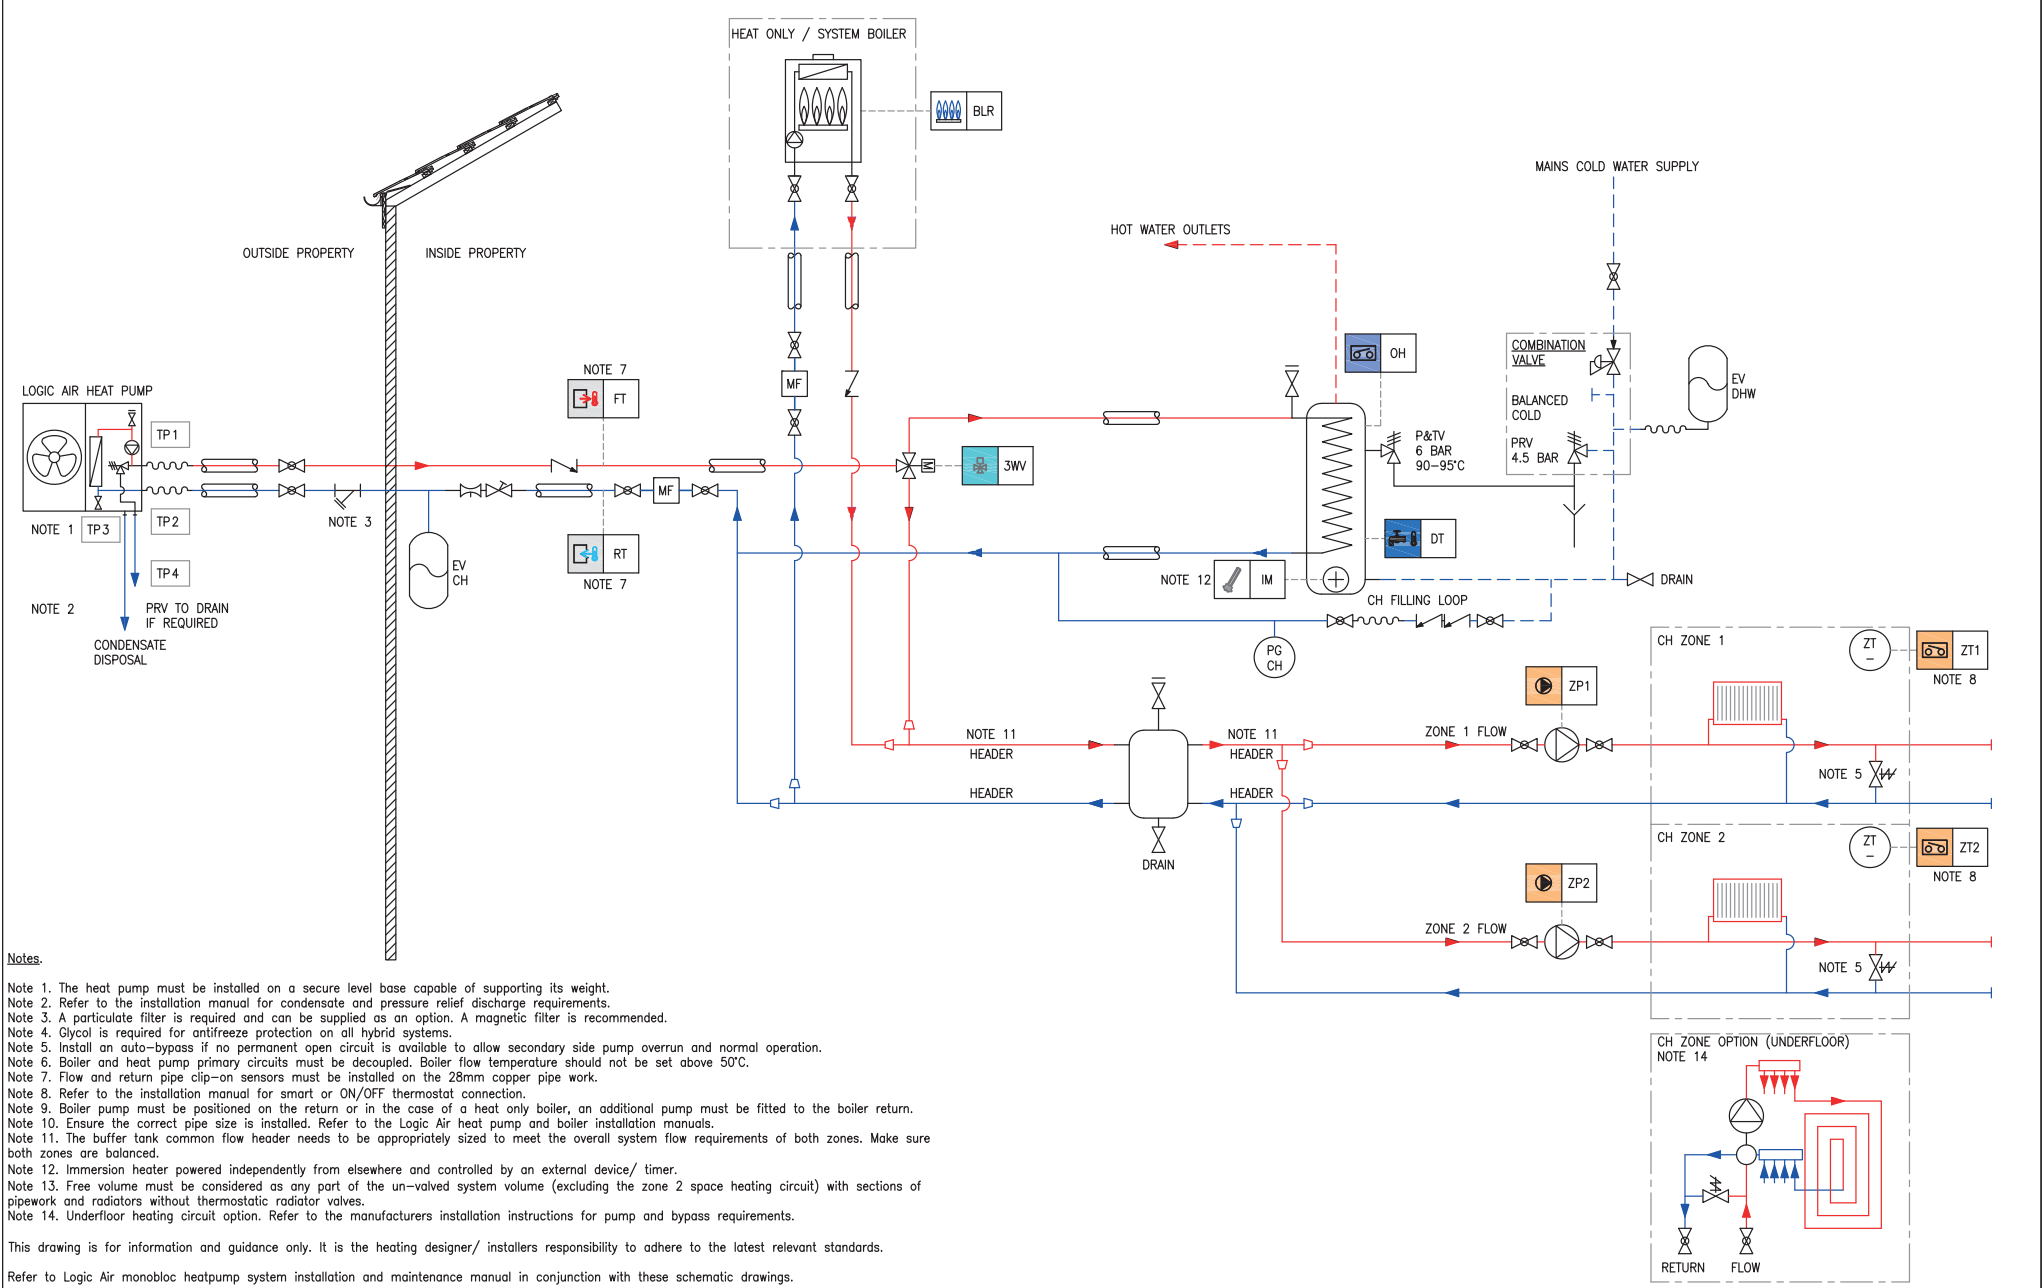 HEAT ONLY / SYSTEM BOILER
BLR
MAINS COLD WATER SUPPLY
HOT WATER OUTLETS
OUTSIDE PROPERTY
INSIDE PROPERTY
OH
COMBINATION
VALVE
BALANCED
COLD
PRV
4.5 BAR
EV
DHW
LOGIC AIR HEAT PUMP
TP1
TP2
TP3
TP4
NOTE 1
NOTE 2
PRV TO DRAIN
IF REQUIRED
CONDENSATE
DISPOSAL
NOTE 3
EV
CH
NOTE 7
FT
MF
RT
NOTE 7
MF
M
3WV
P&TV
6 BAR
90-95°C
DT
NOTE 12
IM
DRAIN
CH FILLING LOOP
PG
CH
CH ZONE 1
ZT
-
ZT1
NOTE 8
ZP1
NOTE 11
HEADER
NOTE 11
HEADER
ZONE 1 FLOW
NOTE 5
HEADER
HEADER
DRAIN
CH ZONE 2
ZT
-
ZT2
NOTE 8
ZP2
ZONE 2 FLOW
NOTE 5
CH ZONE OPTION (UNDERFLOOR)
NOTE 14
RETURN
FLOW
Notes.
Note 1. The heat pump must be installed on a secure level base capable of supporting its weight.
Note 2. Refer to the installation manual for condensate and pressure relief discharge requirements.
Note 3. A particulate filter is required and can be supplied as an option. A magnetic filter is recommended.
Note 4. Glycol is required for antifreeze protection on all hybrid systems.
Note 5. Install an auto-bypass if no permanent open circuit is available to allow secondary side pump overrun and normal operation.
Note 6. Boiler and heat pump primary circuits must be decoupled. Boiler flow temperature should not be set above 50°C.
Note 7. Flow and return pipe clip-on sensors must be installed on the 28mm copper pipe work.
Note 8. Refer to the installation manual for smart or ON/OFF thermostat connection.
Note 9. Boiler pump must be positioned on the return or in the case of a heat only boiler, an additional pump must be fitted to the boiler return.
Note 10. Ensure the correct pipe size is installed. Refer to the Logic Air heat pump and boiler installation manuals.
Note 11. The buffer tank common flow header needs to be appropriately sized to meet the overall system flow requirements of both zones. Make sure
both zones are balanced.
Note 12. Immersion heater powered independently from elsewhere and controlled by an external device/ timer.
Note 13. Free volume must be considered as any part of the un-valved system volume (excluding the zone 2 space heating circuit) with sections of
pipework and radiators without thermostatic radiator valves.
Note 14. Underfloor heating circuit option. Refer to the manufacturers installation instructions for pump and bypass requirements.
This drawing is for information and guidance only. It is the heating designer/ installers responsibility to adhere to the latest relevant standards.
Refer to Logic Air monobloc heatpump system installation and maintenance manual in conjunction with these schematic drawings.